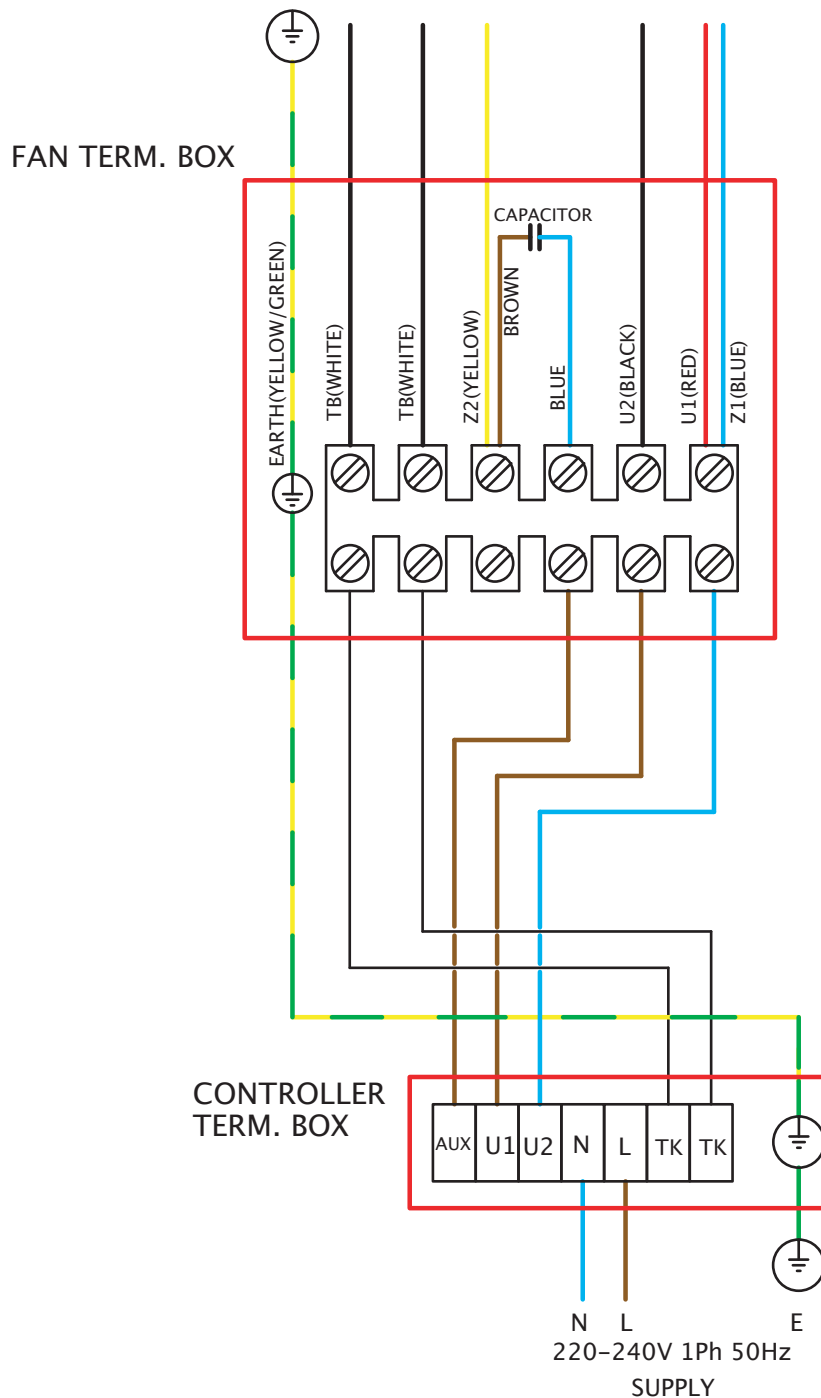 FAN TERM. BOX
CAPACITOR
EARTH(YELLOW/GREEN)
TB(WHITE)
TB(WHITE)
Z2(YELLOW)
BROWN
BLUE
U2(BLACK)
U1(RED)
Z1(BLUE)
CONTROLLER
TERM. BOX
AUX U1 U2 N L TK TK
N L E
220-240V 1Ph 50Hz
SUPPLY